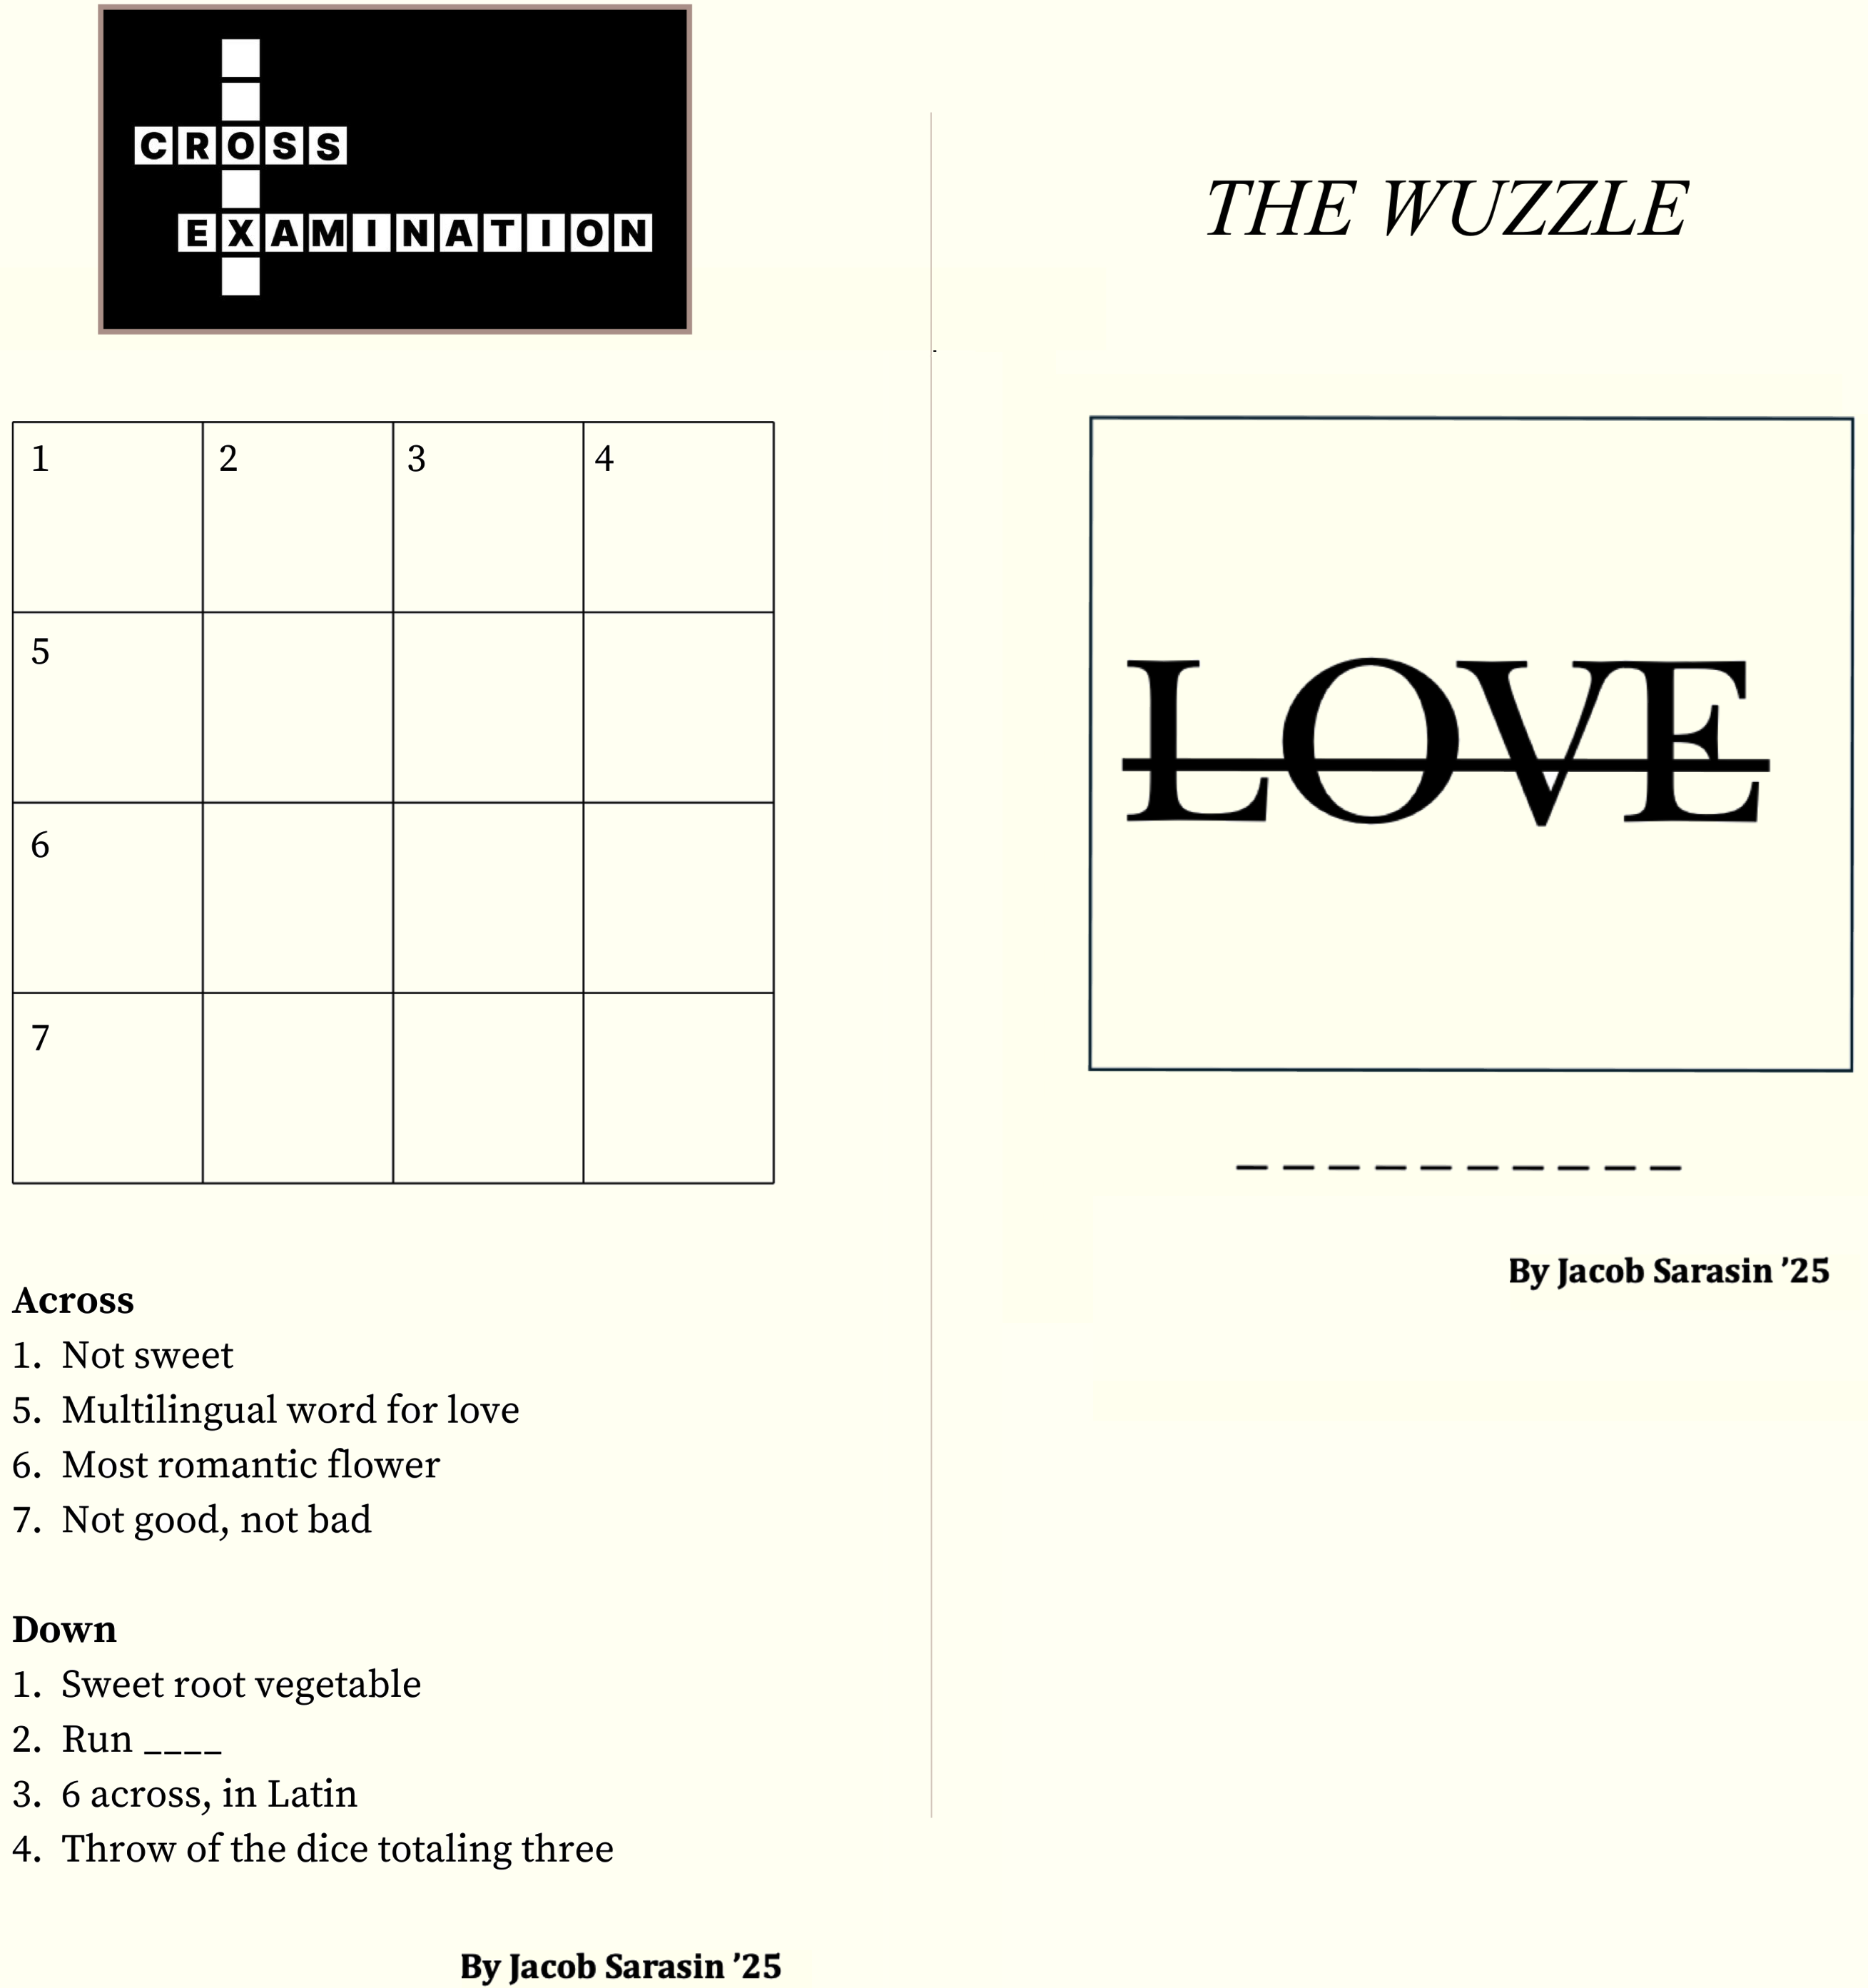 CROSS
EXAMINATION
1 2 3 4
5
6
7
Across
1. Not sweet
5. Multilingual word for love
6. Most romantic flower
7. Not good, not bad
Down
1. Sweet root vegetable
2. Run ____
3. 6 across, in Latin
4. Throw of the dice totaling three
By Jacob Sarasin ’25
THE WUZZLE
LOVE
_ _ _ _ _ _ _ _ _ _
By Jacob Sarasin ’25